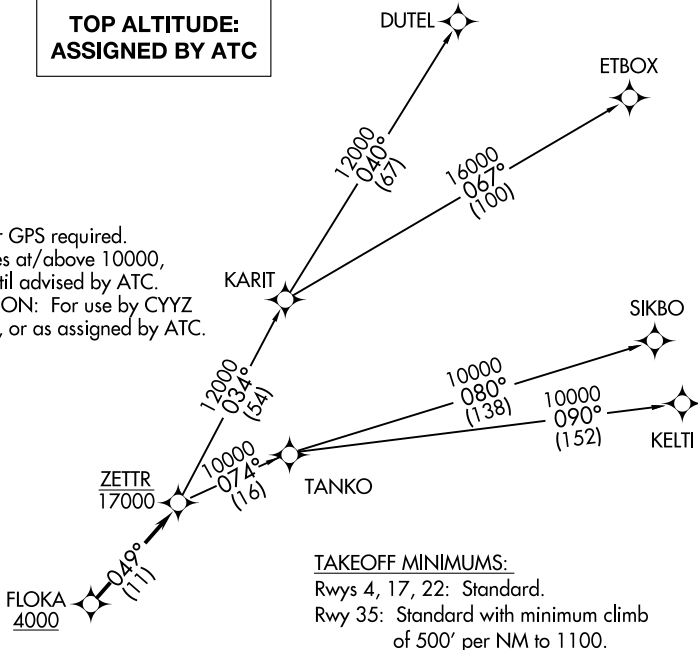 TOP ALTITUDE:
ASSIGNED BY ATC
DUTEL
ETBOX
12000
040°
(67)
16000
067°
(100)
GPS required.
at/above 10000,
advised by ATC.
For use by CYYZ
, or as assigned by ATC.
KARIT
SIKBO
12000
034°
(54)
10000
080°
(138)
10000
090°
(152)
KELTI
10000
074°
(16)
TANKO
ZETTR
17000
049°
(11)
FLOKA
4000
TAKEOFF MINIMUMS:
Rwys 4, 17, 22: Standard.
Rwy 35: Standard with minimum climb
of 500' per NM to 1100.